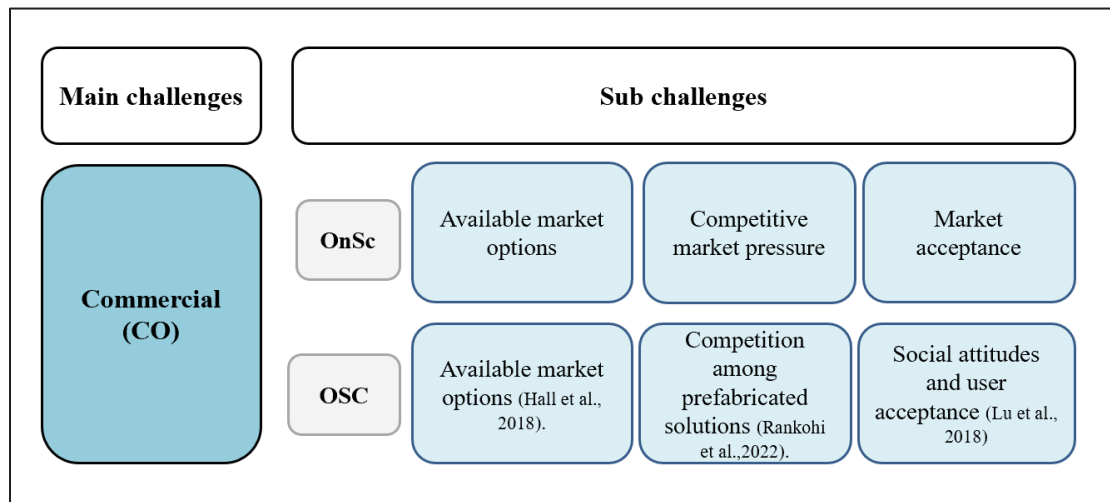 Main challenges
Sub challenges
Commercial
(CO)
OnSc
Available market
options
Competitive
market pressure
Market
acceptance
OSC
Available market
options (Hall et al.,
2018).
Competition
among
prefabricated
solutions (Rankohi
et al.,2022).
Social attitudes
and user
acceptance (Lu et al.,
2018)